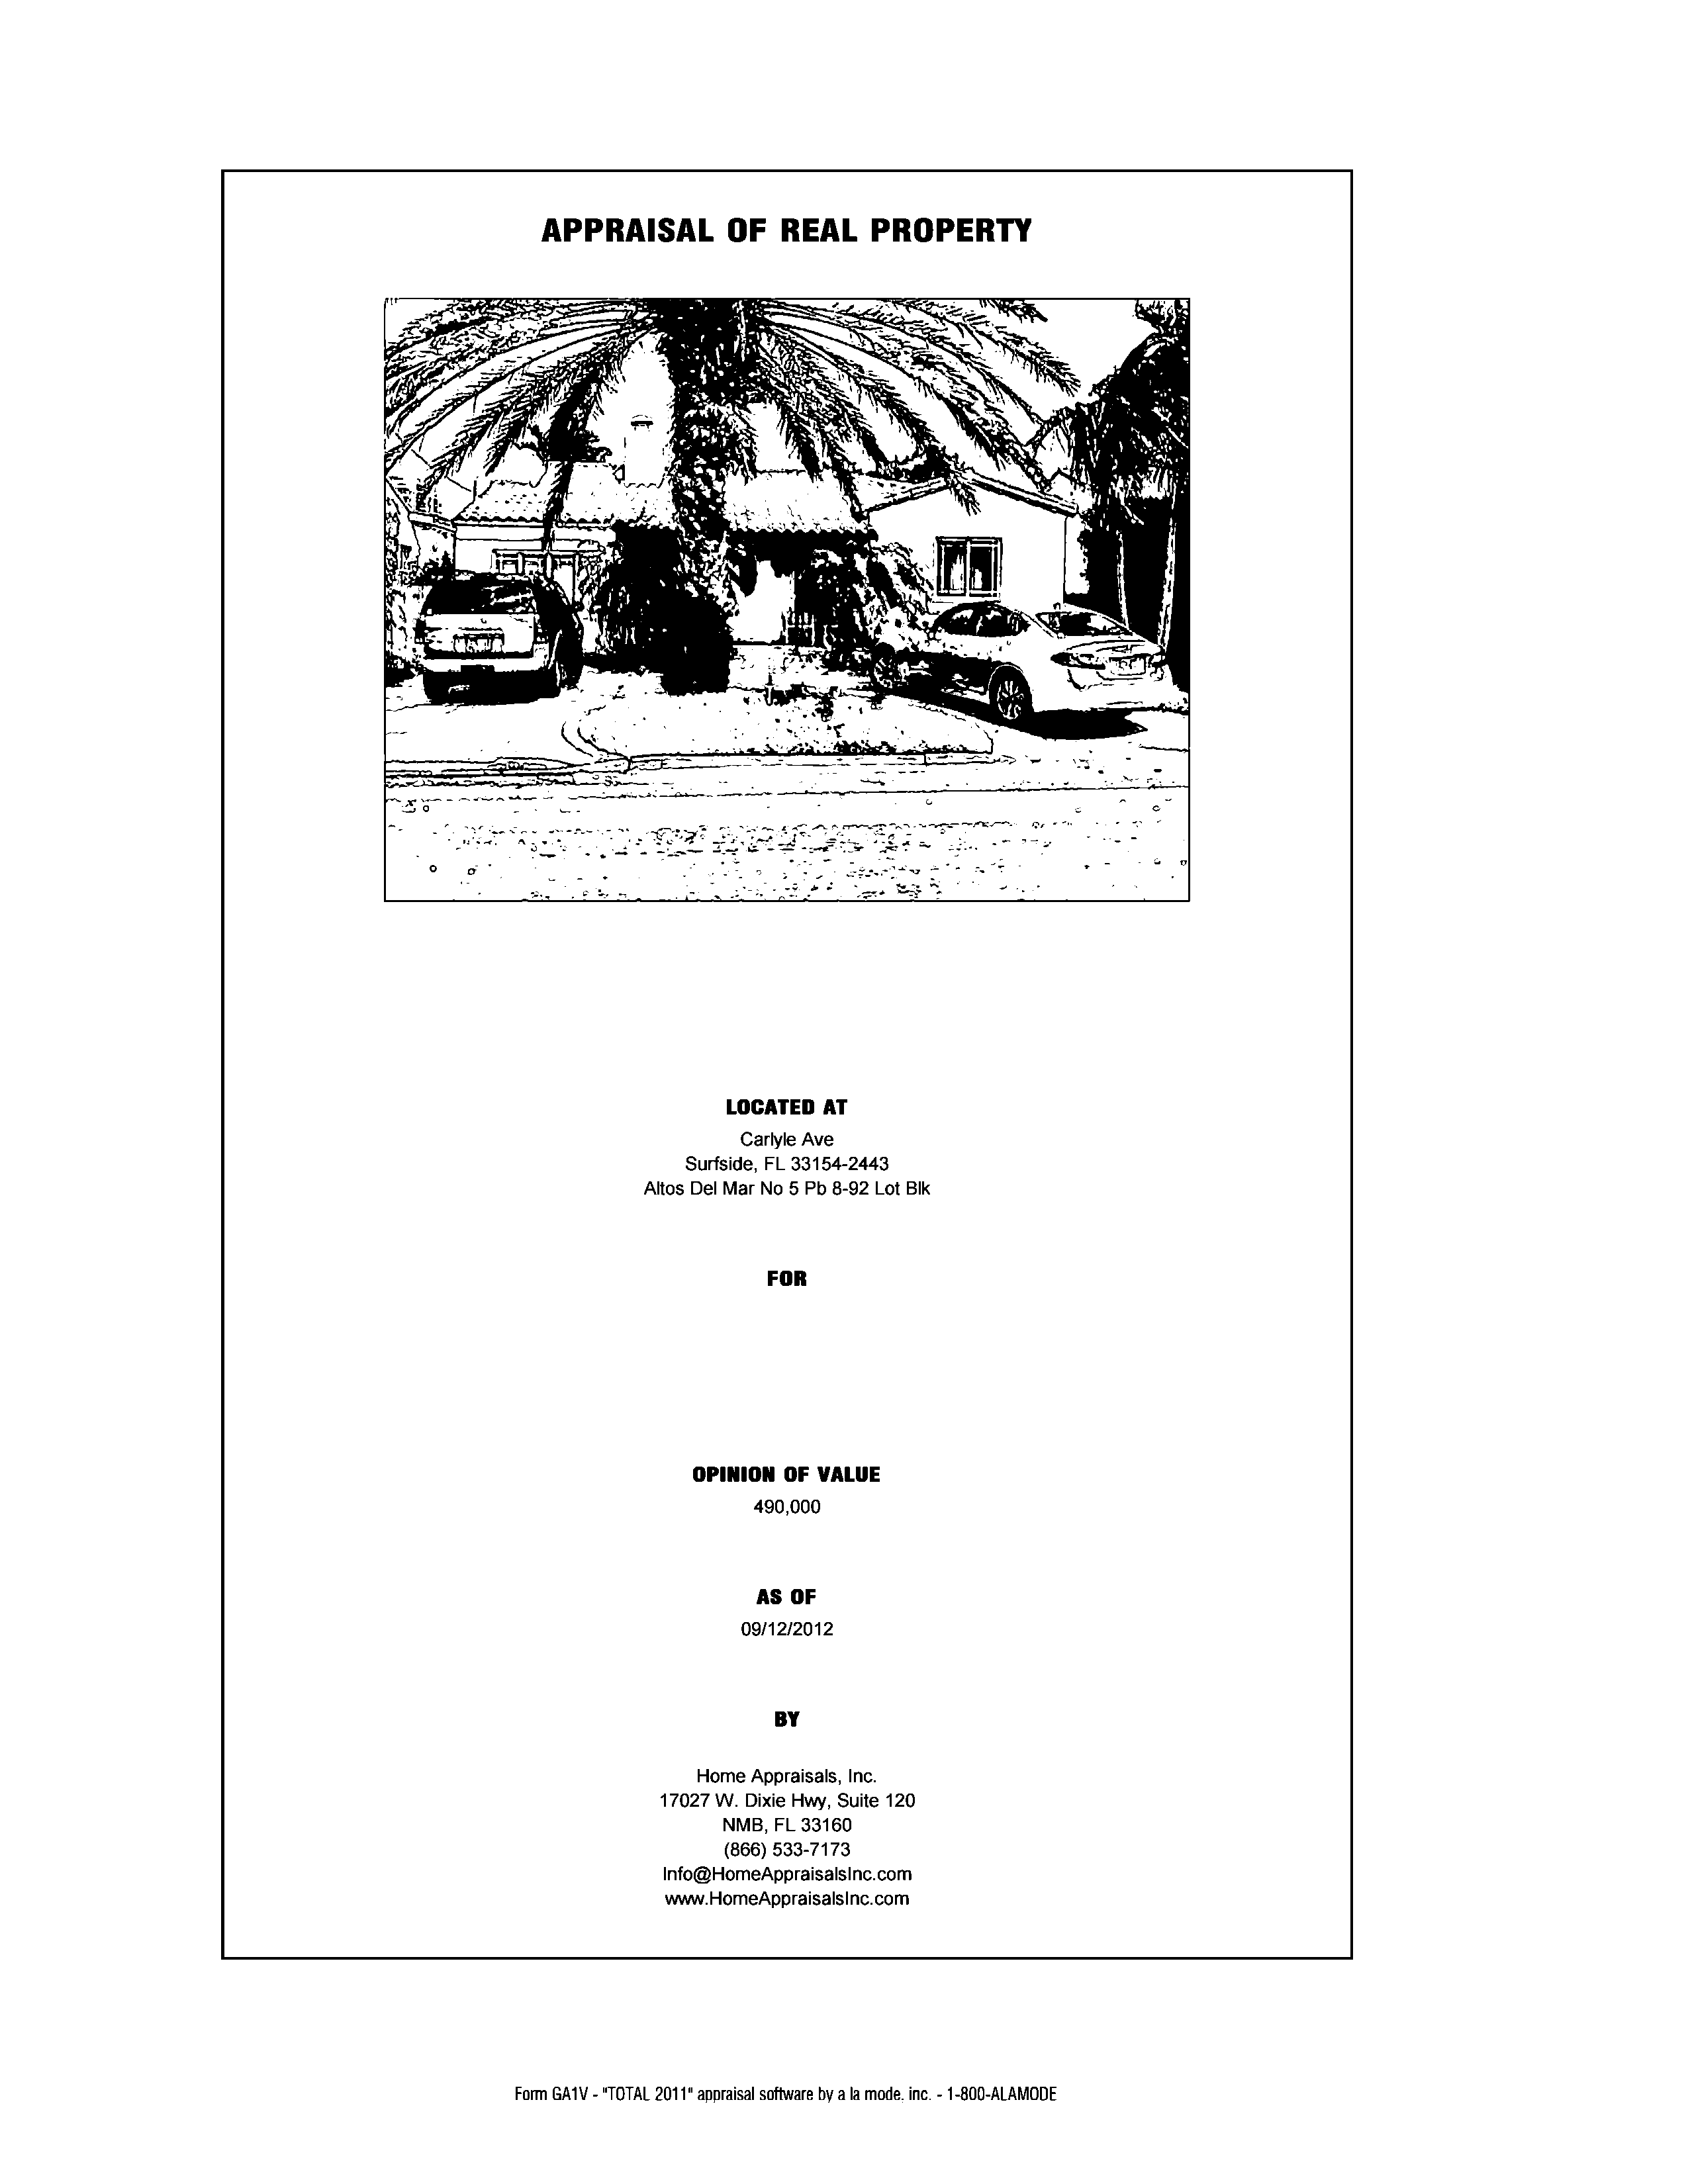 APPRAISAL OF REAL PROPERTY
LOCATED AT
Carlyle Ave
Surfside, FL 33154-2443
Altos Del Mar No 5 Pb 8-92 Lot Blk
FOR
OPINION OF VALUE
490,000
AS OF
09/12/2012
BY
Home Appraisals, Inc.
17027 W. Dixie Hwy, Suite 120
NMB, FL 33160
(866) 533-7173
Info@HomeAppraisalsInc.com
www.HomeAppraisalsInc.com
Form GA1V - "TOTAL 2011" appraisal software by a la mode, inc. - 1-800-ALAMODE